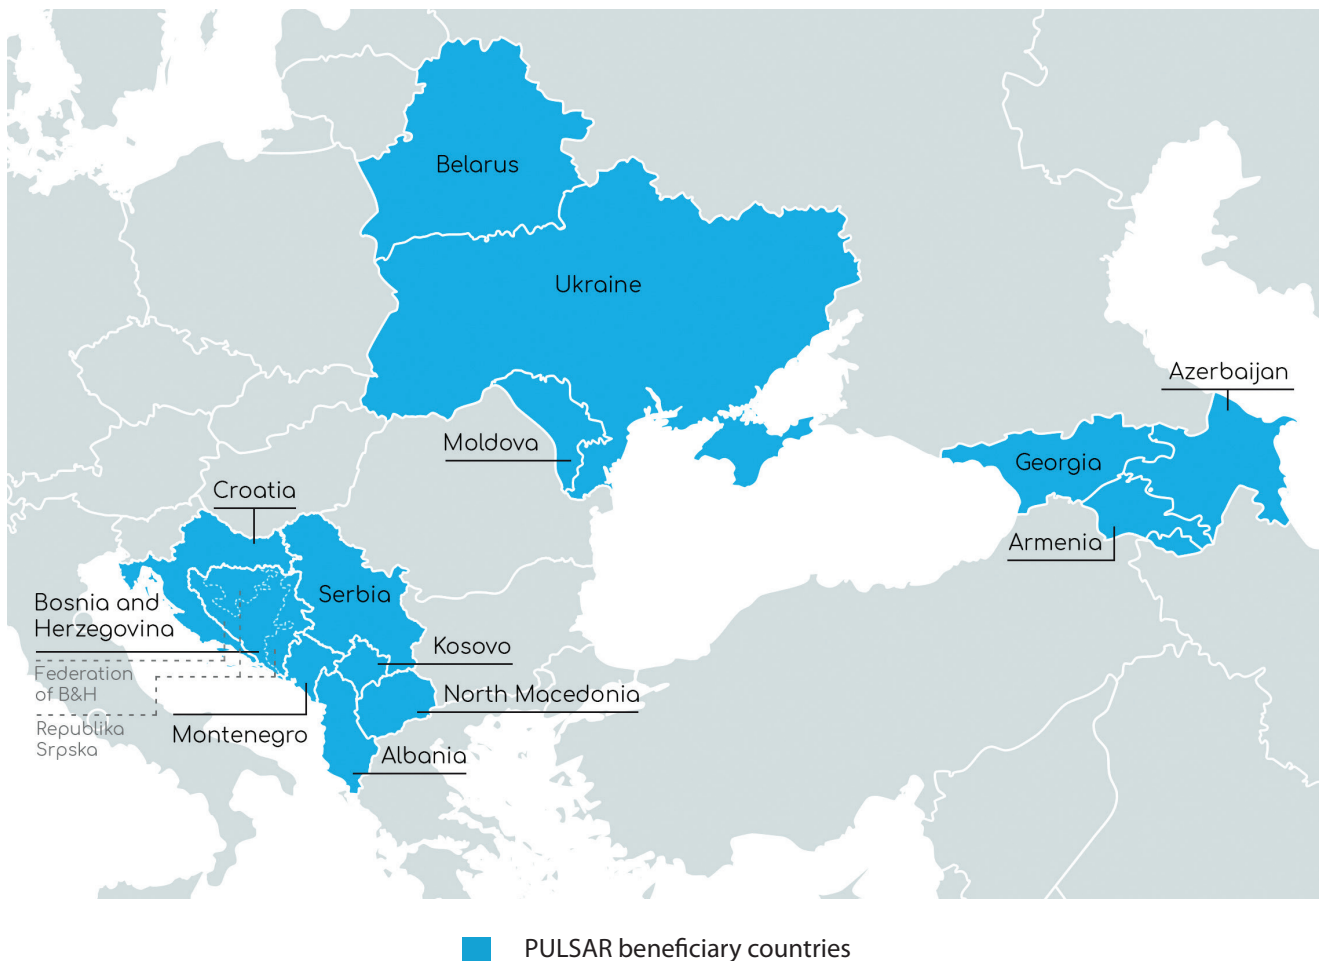 Belarus
Ukraine
Azerbaijan
Moldova
Georgia
Croatia
Armenia
Serbia
Bosnia and
Herzegovina
Kosovo
Federation
of B&H
North Macedonia
Republika
Srpska
Montenegro
Albania
PULSAR beneficiary countries